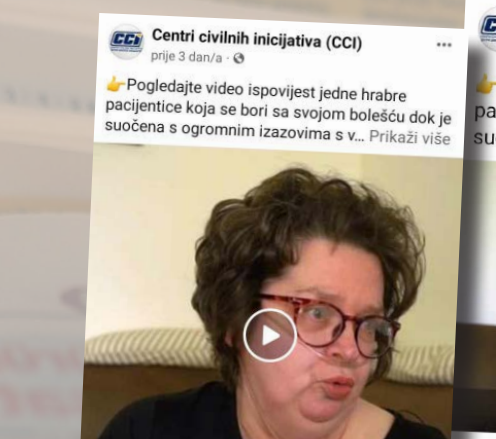 CCI
Centri civilnih inicijativa (CCI)
prije 3 dan/a ·
👉Pogledajte video ispovijest jedne hrabre
pacijentice koja se bori sa svojom bolešću dok je
suočena s ogromnim izazovima s v... Prikaži više
pa
su